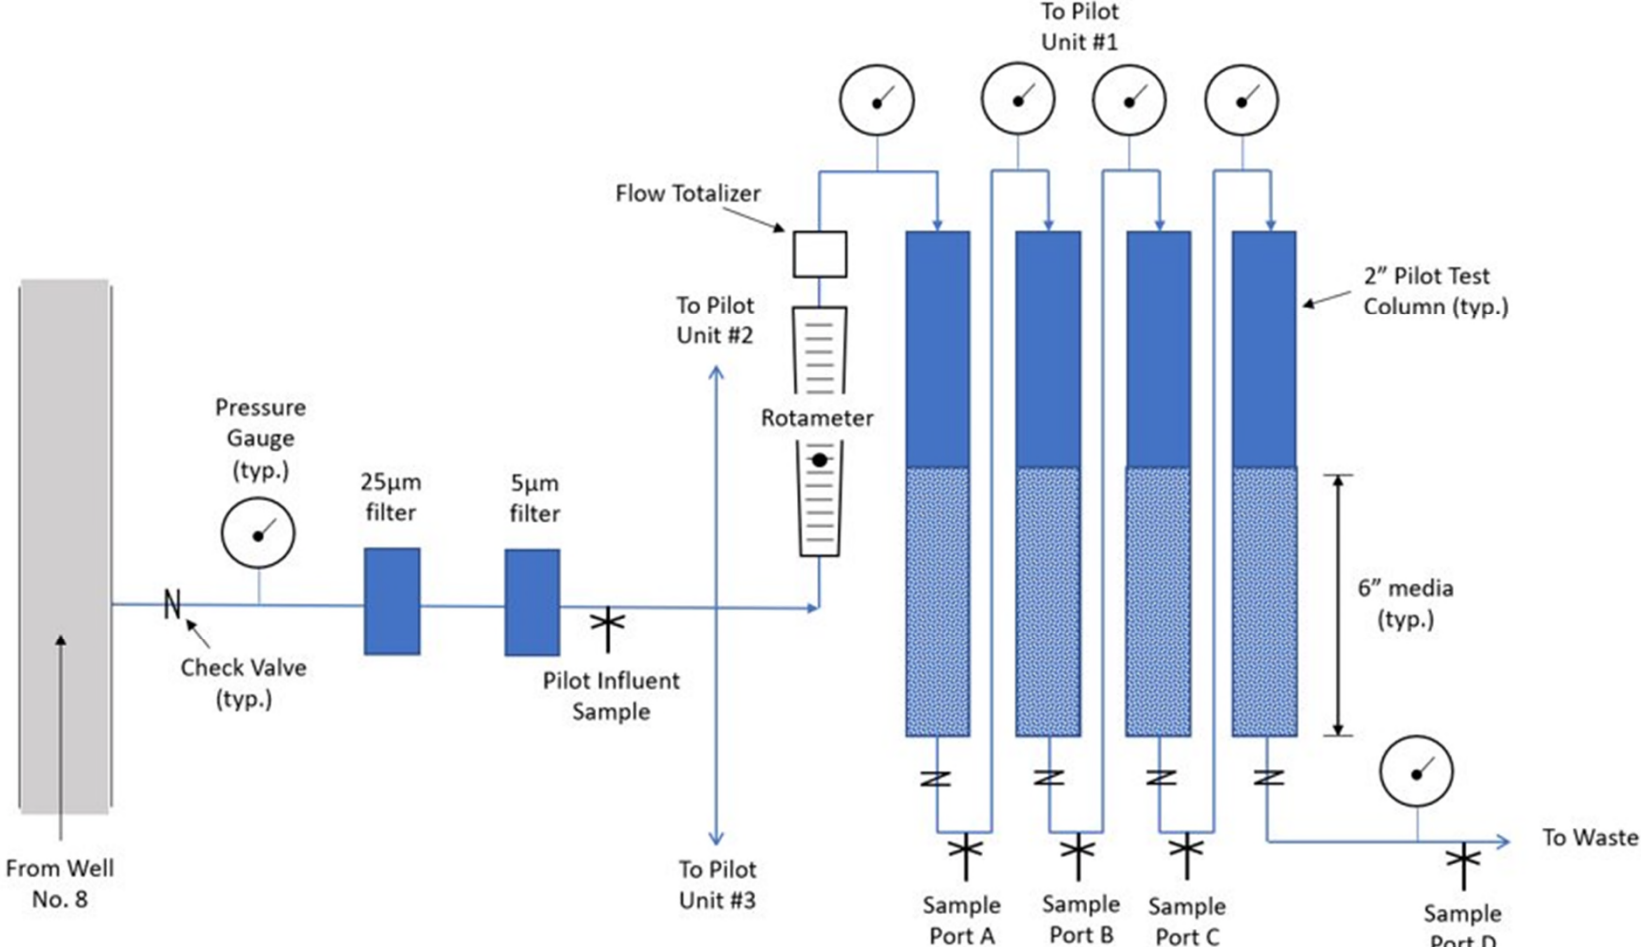 To Pilot
Unit #1
Flow Totalizer
To Pilot
Unit #2
2” Pilot Test
Column (typ.)
Pressure
Gauge
(typ.)
Rotameter
25µm
filter
5µm
filter
6” media
(typ.)
Check Valve
(typ.)
Pilot Influent
Sample
From Well
No. 8
To Pilot
Unit #3
To Waste
Sample
Port A
Sample
Port B
Sample
Port C
Sample
Port D